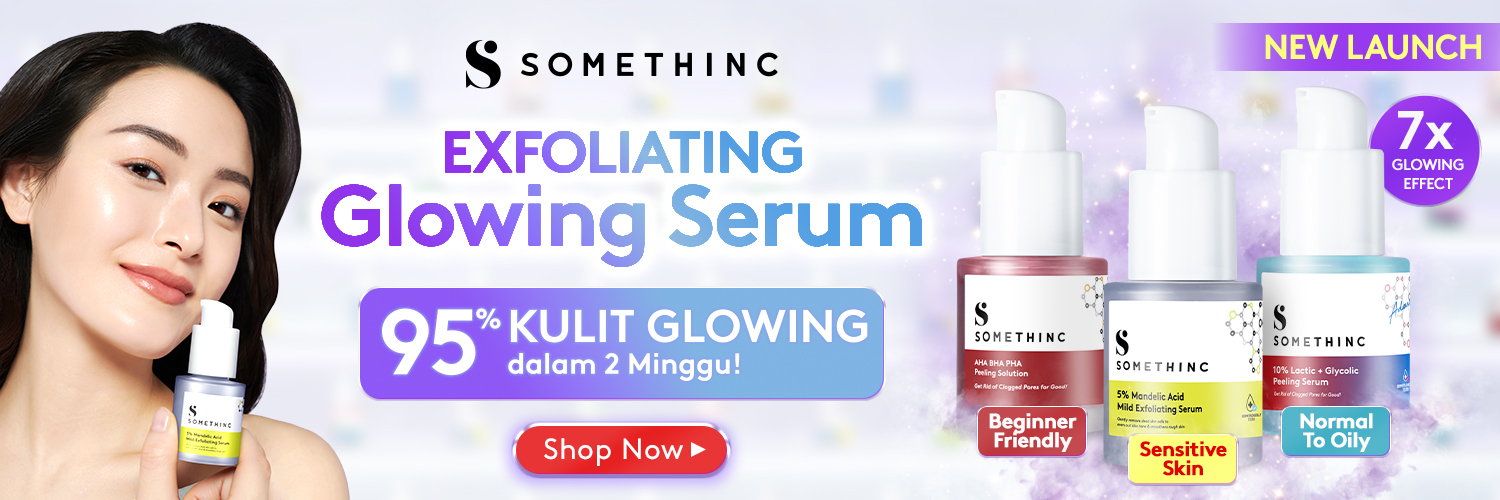 S SOMETHINC
EXFOLIATING
Glowing Serum
95% KULIT GLOWING
dalam 2 Minggu!
Shop Now
NEW LAUNCH
7x
GLOWING
EFFECT
S
SOMETHINC
5% Mandelic Acid
Mild Exfoliating Serum
S
SOMETHINC
AHA BHA PHA
Peeling Solution
Get Rid of Clogged Pores for Good!
Beginner
Friendly
S
SOMETHINC
5% Mandelic Acid
Mild Exfoliating Serum
Sensitive
Skin
S
SOMETHINC
10% Lactic + Glycolic
Peeling Serum
Get Rid of Clogged Pores for Good!
Normal
To Oily